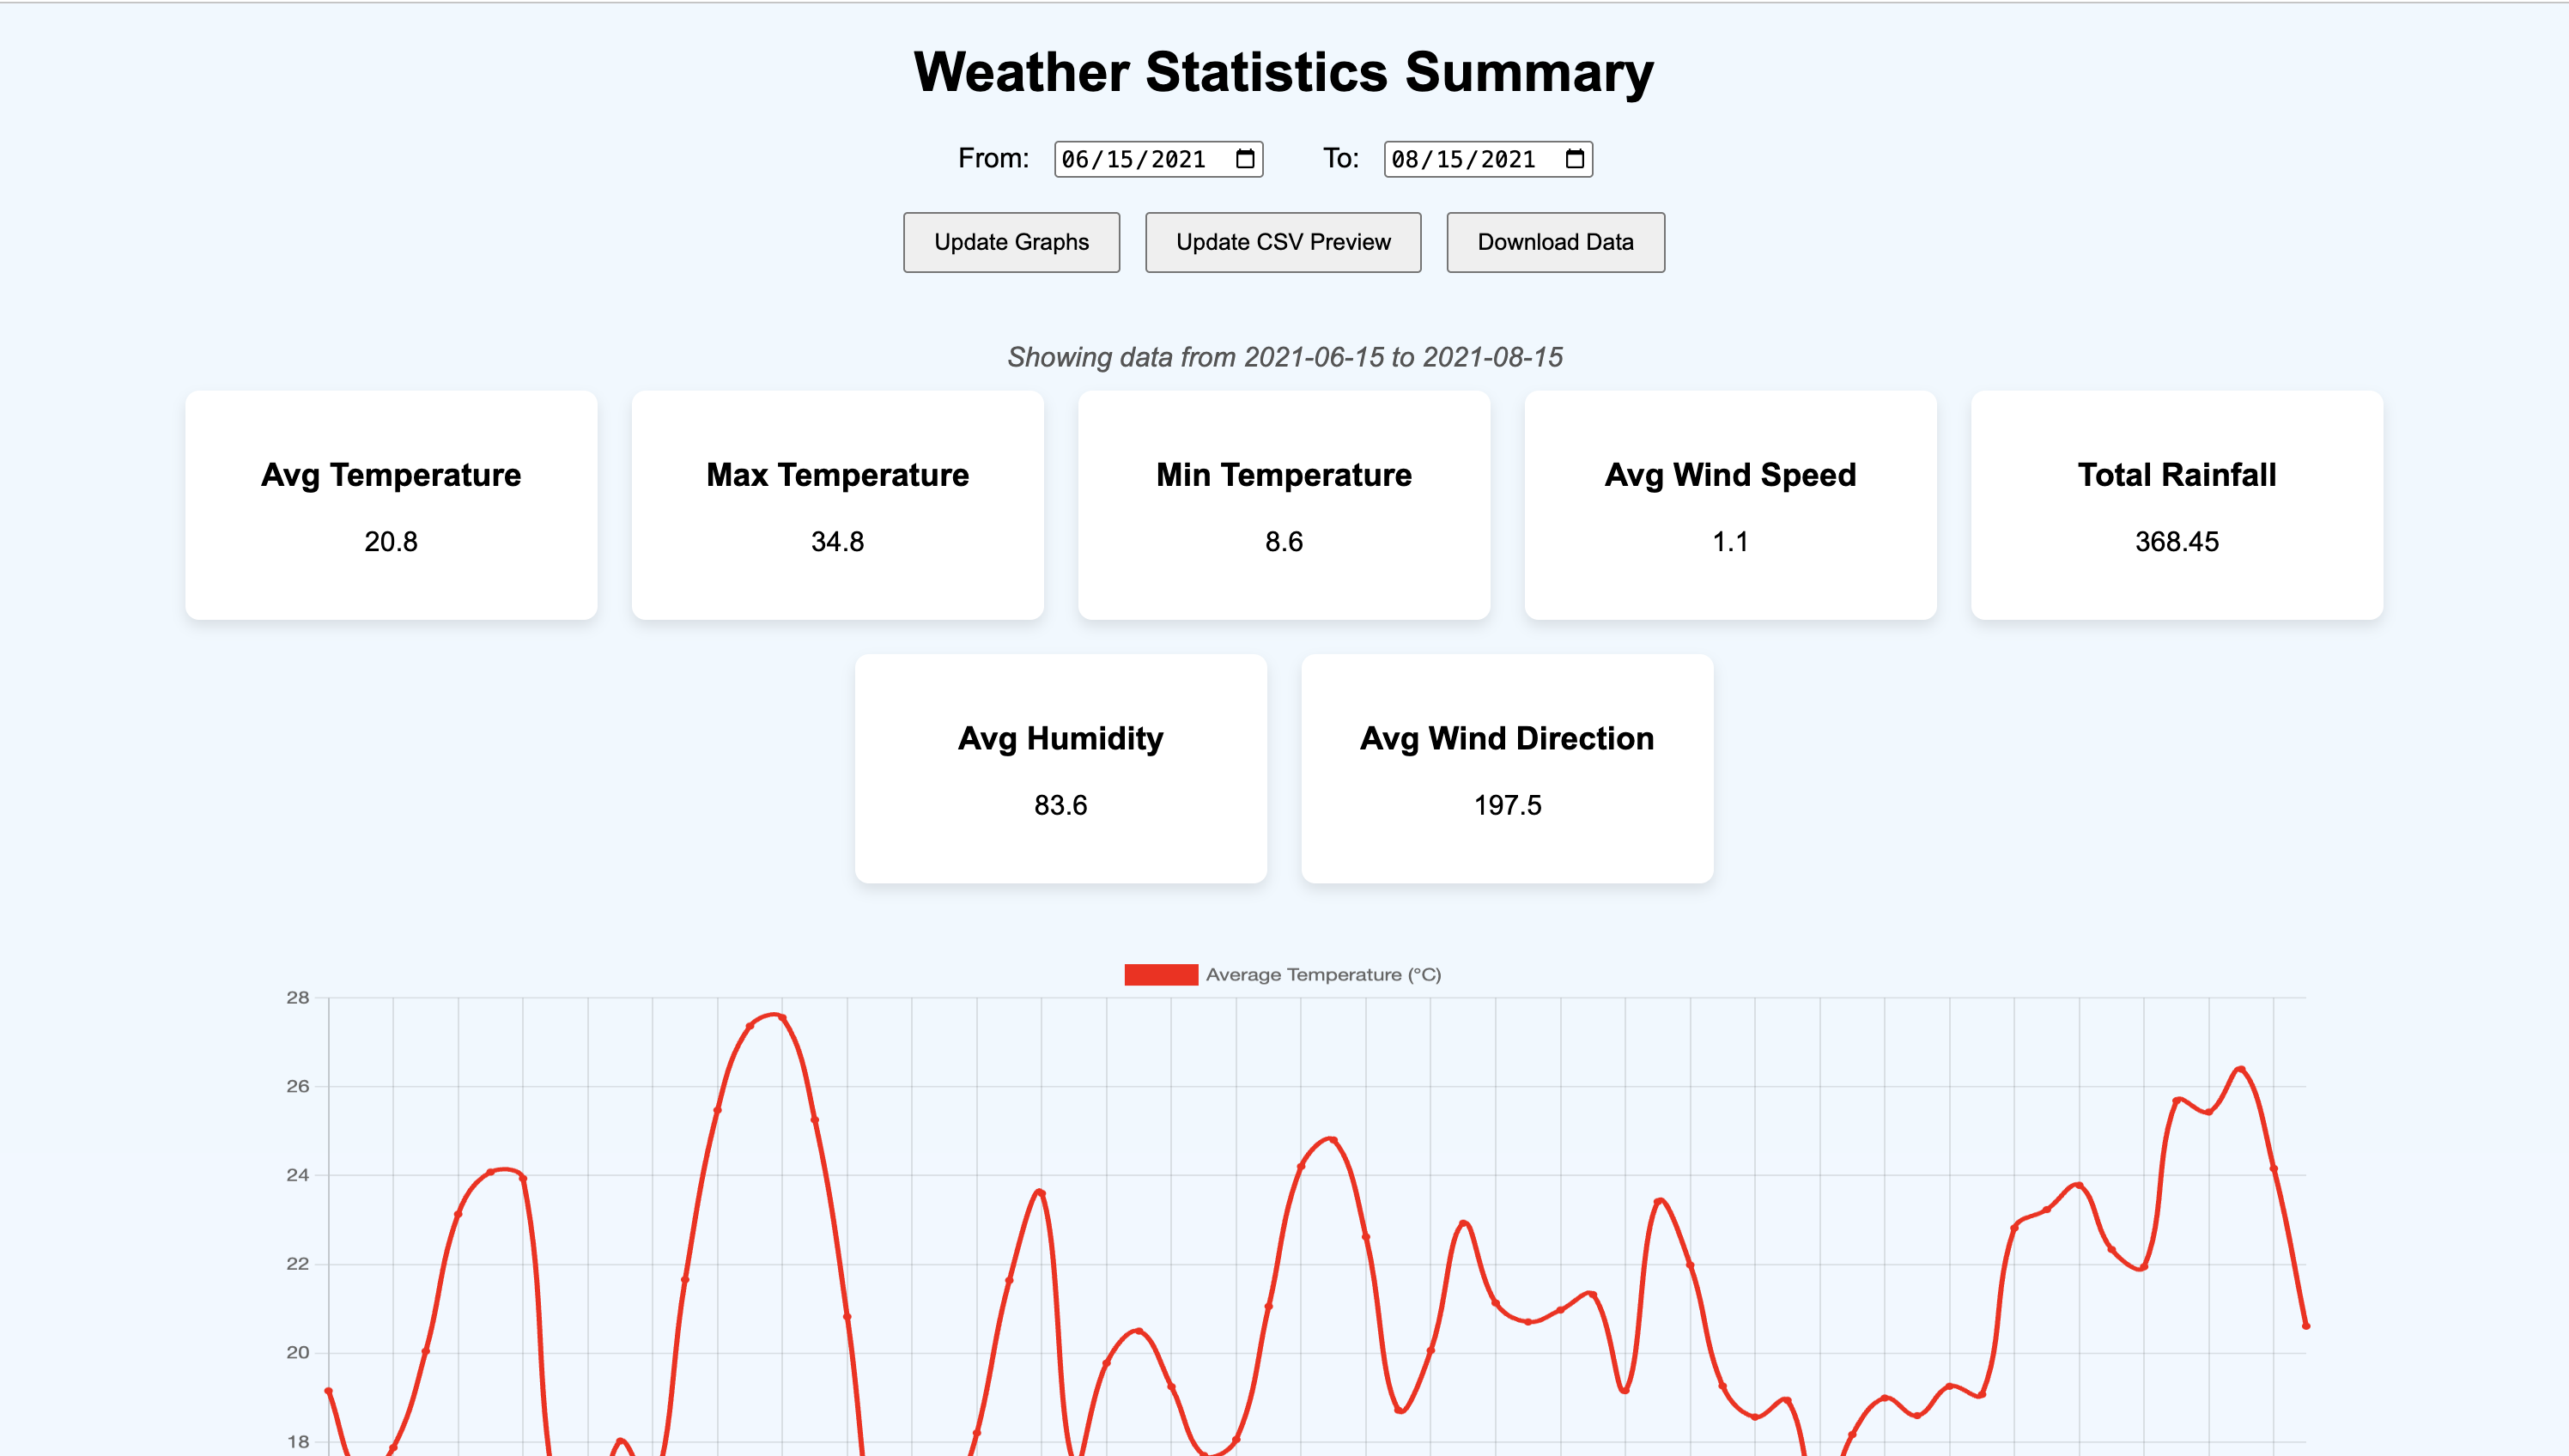 Weather Statistics Summary
From: 06/15/2021 To: 08/15/2021
Update Graphs Update CSV Preview Download Data
Showing data from 2021-06-15 to 2021-08-15
Avg Temperature
20.8
Max Temperature
34.8
Min Temperature
8.6
Avg Wind Speed
1.1
Total Rainfall
368.45
Avg Humidity
83.6
Avg Wind Direction
197.5
Average Temperature (°C)
28
26
24
22
20
18